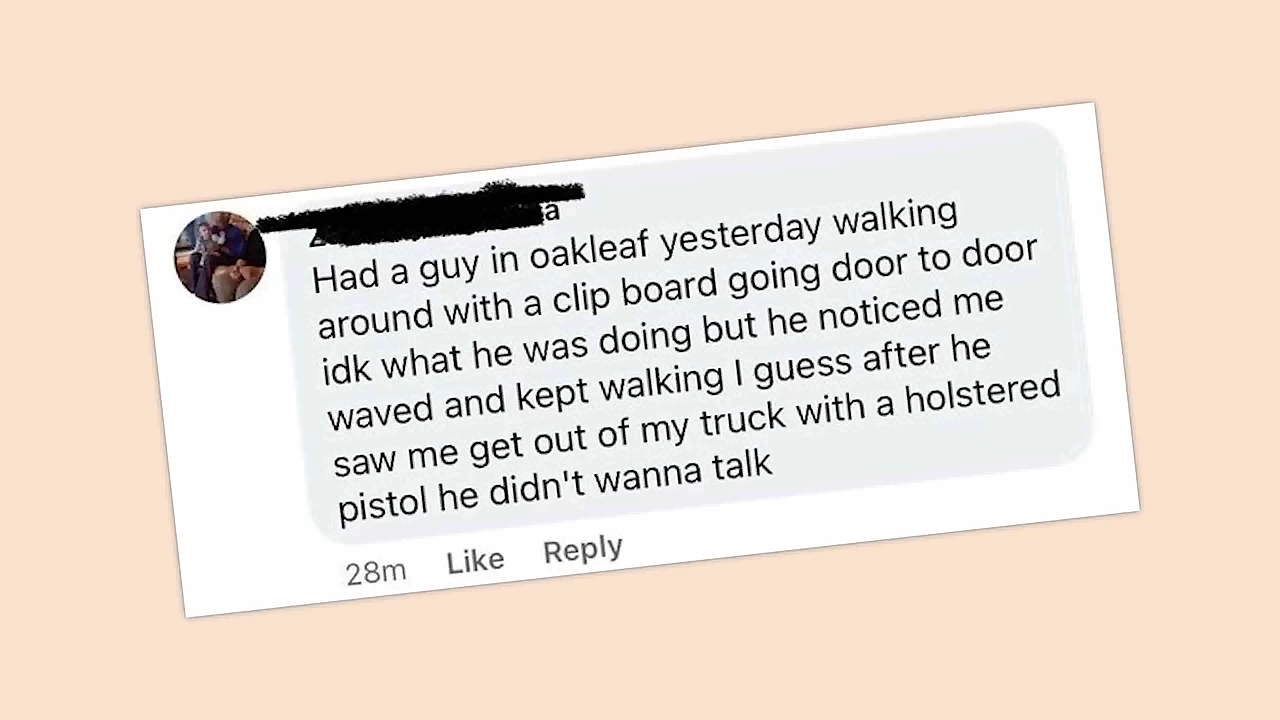 Had a guy in oakleaf yesterday walking
around with a clip board going door to door
idk what he was doing but he noticed me
waved and kept walking I guess after he
saw me get out of my truck with a holstered
pistol he didn't wanna talk
28m Like Reply